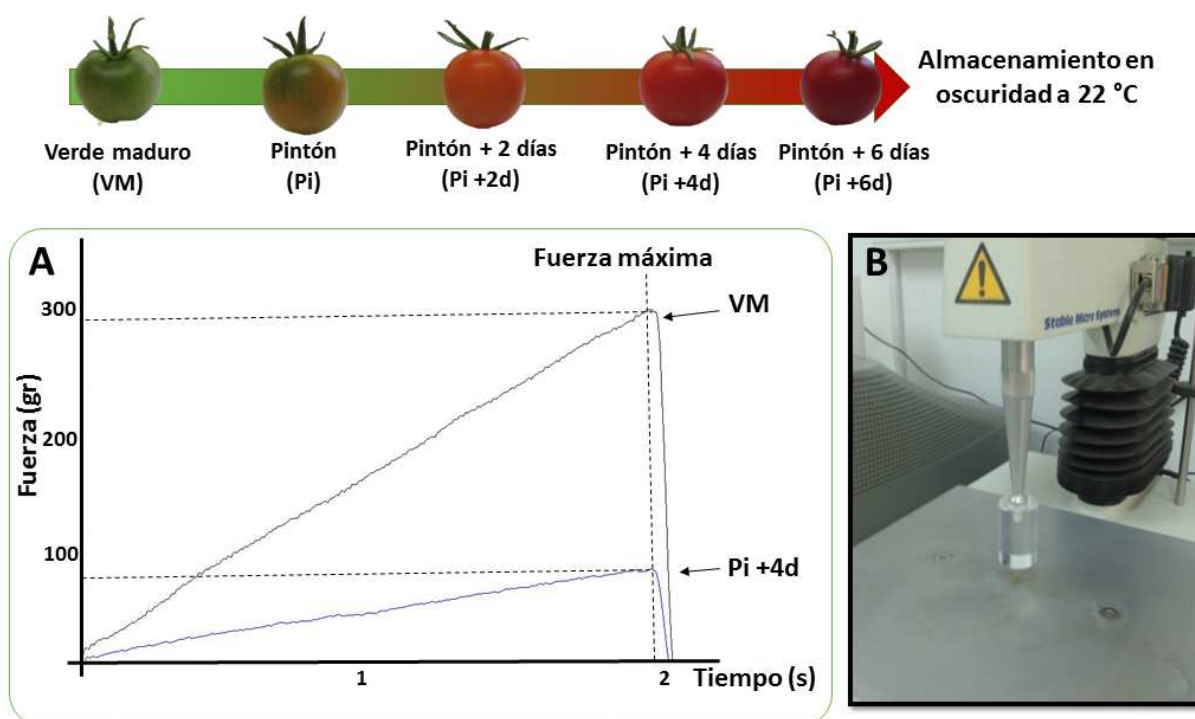 Almacenamiento en
oscuridad a 22 °C
Verde maduro
(VM)
Pintón
(Pi)
Pintón + 2 días
(Pi +2d)
Pintón + 4 días
(Pi +4d)
Pintón + 6 días
(Pi +6d)
A
Fuerza máxima
300
VM
200
Fuerza (gr)
100
Pi +4d
1
2
Tiempo (s)
B
Stable Micro Systems